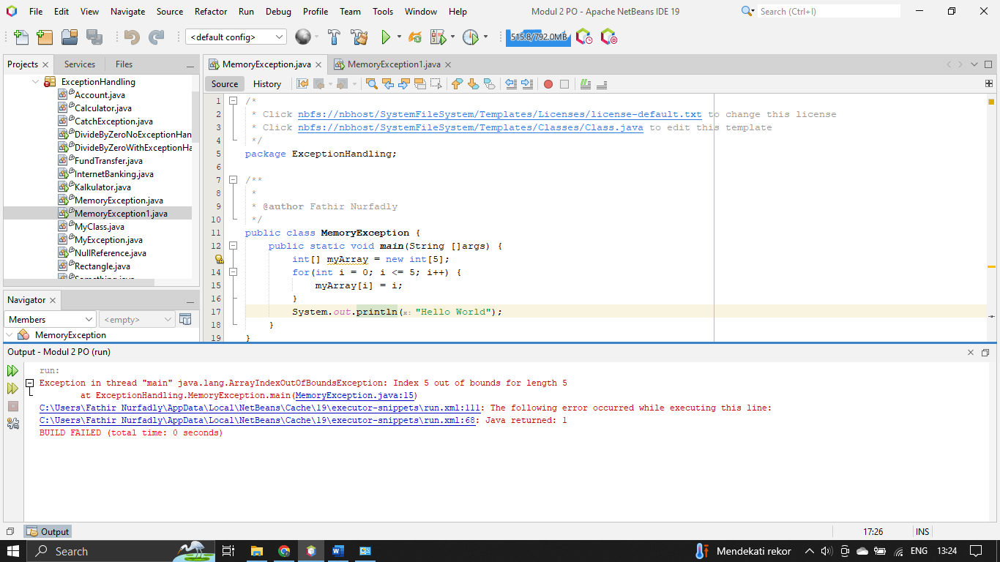 File Edit View Navigate Source Refactor Run Debug Profile Team Tools Window Help Modul 2 PO - Apache NetBeans IDE 19 Search (Ctrl+I)
<default config> 515.8/792.0MB
Projects Services Files
ExceptionHandling
Account.java
Calculator.java
CatchException.java
DivideByZeroNoExceptionHan
DivideByZeroWithExceptionHa
FundTransfer.java
InternetBanking.java
Kalkulator.java
MemoryException.java
MemoryException1.java
MyClass.java
MyException.java
NullReference.java
Rectangle.java
Navigator
Members <empty>
MemoryException
MemoryException.java MemoryException1.java
Source History
1 /*
2 * Click nbfs://nbhost/SystemFileSystem/Templates/Licenses/license-default.txt to change this license
3 * Click nbfs://nbhost/SystemFileSystem/Templates/Classes/Class.java to edit this template
4 */
5 package ExceptionHandling;
6
7 /**
8 *
9 * @author Fathir Nurfadly
10 */
11 public class MemoryException {
12 public static void main(String []args) {
int[] myArray = new int[5];
14 for(int i = 0; i <= 5; i++) {
15 myArray[i] = i;
16 }
17 System.out.println(x: "Hello World");
18 }
19 }
Output - Modul 2 PO (run)
run:
Exception in thread "main" java.lang.ArrayIndexOutOfBoundsException: Index 5 out of bounds for length 5
at ExceptionHandling.MemoryException.main(MemoryException.java:15)
C:\Users\Fathir Nurfadly\AppData\Local\NetBeans\Cache\19\executor-snippets\run.xml:111: The following error occurred while executing this line:
C:\Users\Fathir Nurfadly\AppData\Local\NetBeans\Cache\19\executor-snippets\run.xml:68: Java returned: 1
BUILD FAILED (total time: 0 seconds)
Output 17:26 INS
Search Mendekati rekor ENG 13:24